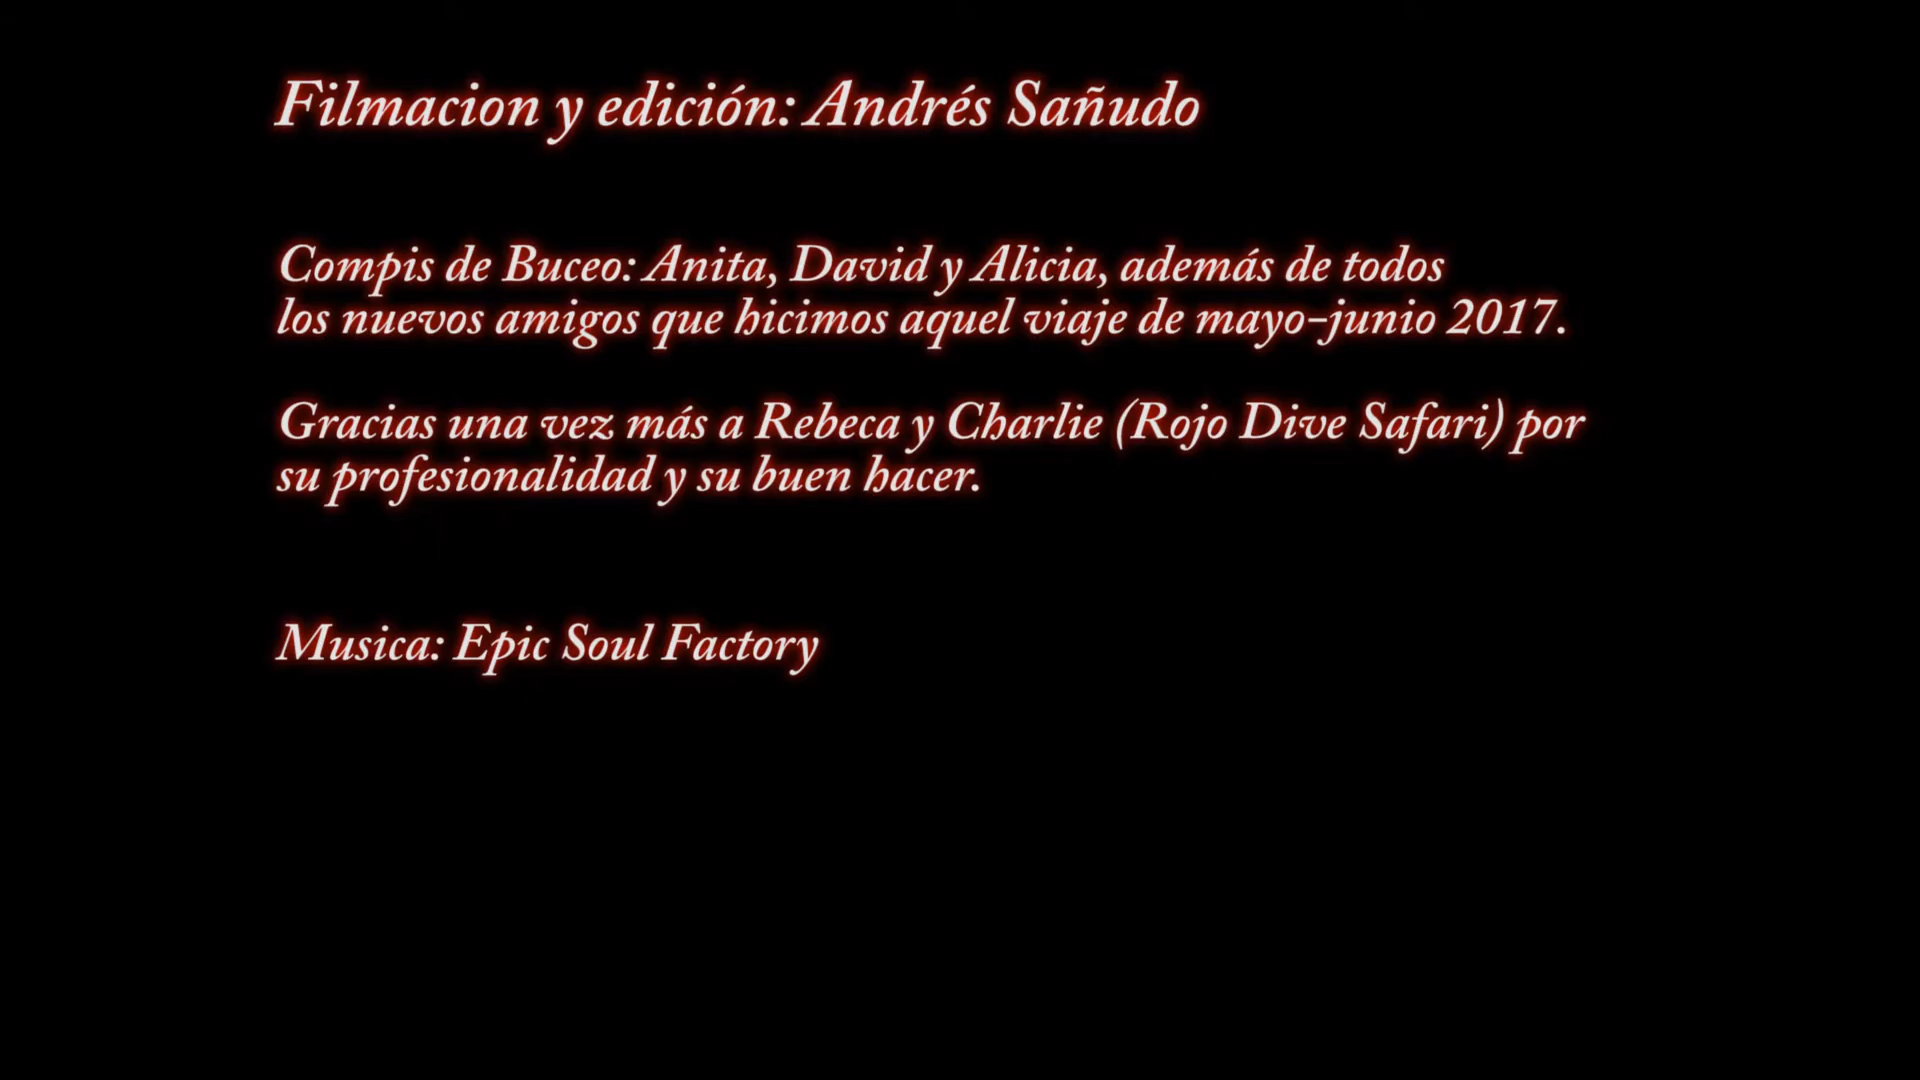 Filmacion y edición: Andrés Sañudo
Compis de Buceo: Anita, David y Alicia, además de todos
los nuevos amigos que hicimos aquel viaje de mayo-junio 2017.
Gracias una vez más a Rebeca y Charlie (Rojo Dive Safari) por
su profesionalidad y su buen hacer.
Musica: Epic Soul Factory